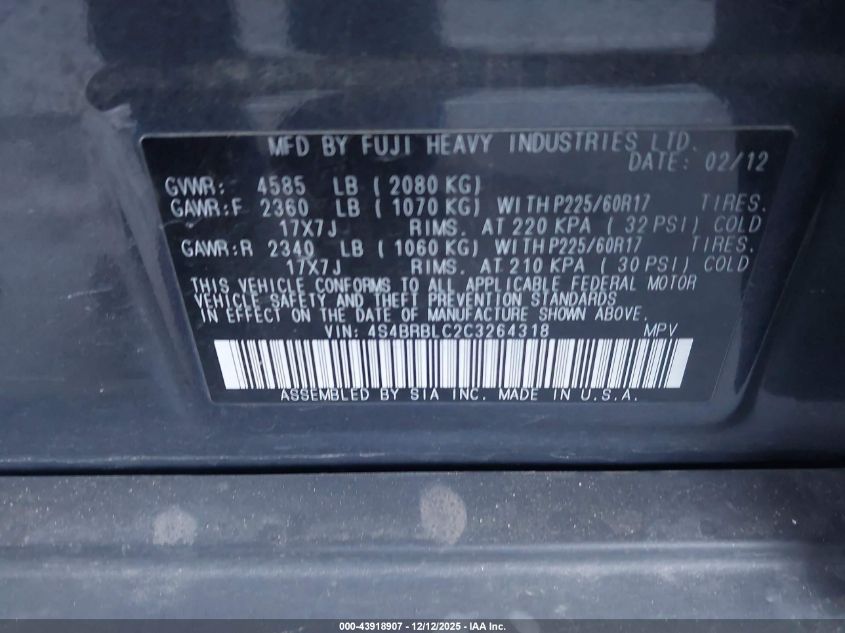 MFD BY FUJI HEAVY INDUSTRIES LTD.
DATE: 02/12
GVWR: 4585 LB (2080 KG)
GAWR:F 2360 LB (1070 KG) WITH P225/60R17 TIRES.
17X7J RIMS. AT 220 KPA (32 PSI) COLD
GAWR:R 2340 LB (1060 KG) WITH P225/60R17 TIRES.
17X7J RIMS. AT 210 KPA (30 PSI) COLD
THIS VEHICLE CONFORMS TO ALL APPLICABLE FEDERAL MOTOR
VEHICLE SAFETY AND THEFT PREVENTION STANDARDS
IN EFFECT ON THE DATE OF MANUFACTURE SHOWN ABOVE.
VIN: 4S4BRBLC2C3264318 MPV
ASSEMBLED BY SIA INC. MADE IN U.S.A.
000-43918907 - 12/12/2025 - IAA Inc.